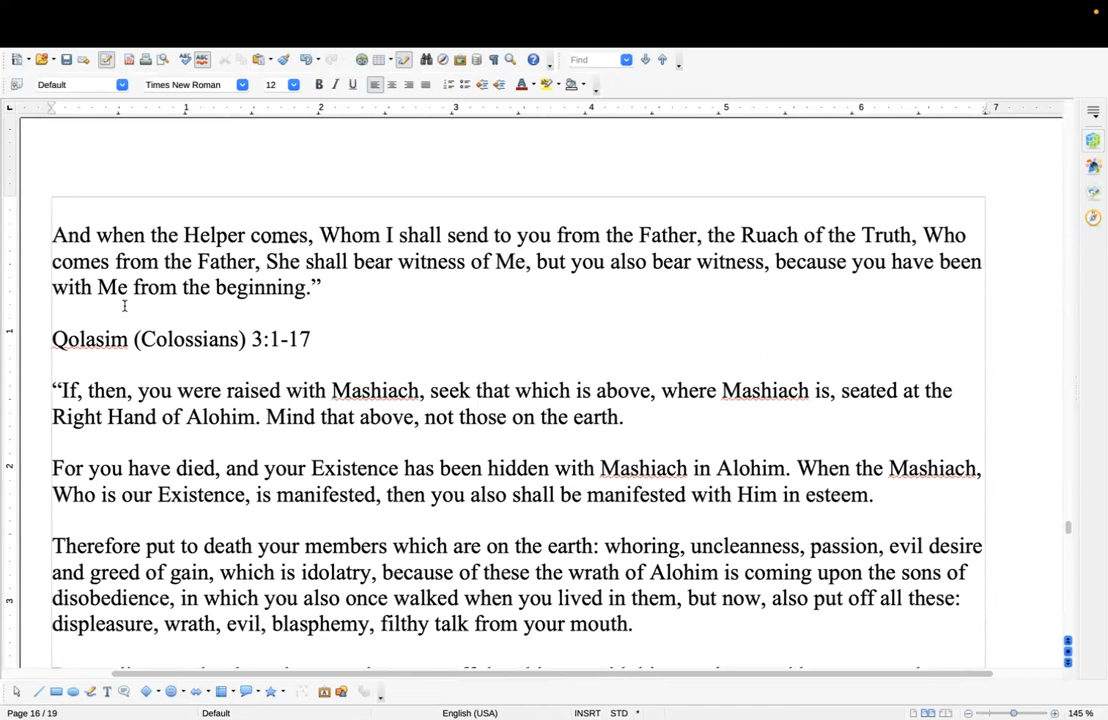 Find
Default
Times New Roman
12
1 2 3 4 5 6 7
And when the Helper comes, Whom I shall send to you from the Father, the Ruach of the Truth, Who
comes from the Father, She shall bear witness of Me, but you also bear witness, because you have been
with Me from the beginning.”
1
Qolasim (Colossians) 3:1-17
“If, then, you were raised with Mashiach, seek that which is above, where Mashiach is, seated at the
Right Hand of Alohim. Mind that above, not those on the earth.
2
For you have died, and your Existence has been hidden with Mashiach in Alohim. When the Mashiach,
Who is our Existence, is manifested, then you also shall be manifested with Him in esteem.
Therefore put to death your members which are on the earth: whoring, uncleanness, passion, evil desire
and greed of gain, which is idolatry, because of these the wrath of Alohim is coming upon the sons of
3
disobedience, in which you also once walked when you lived in them, but now, also put off all these:
displeasure, wrath, evil, blasphemy, filthy talk from your mouth.
Page 16 / 19
Default
English (USA)
INSRT STD *
145 %